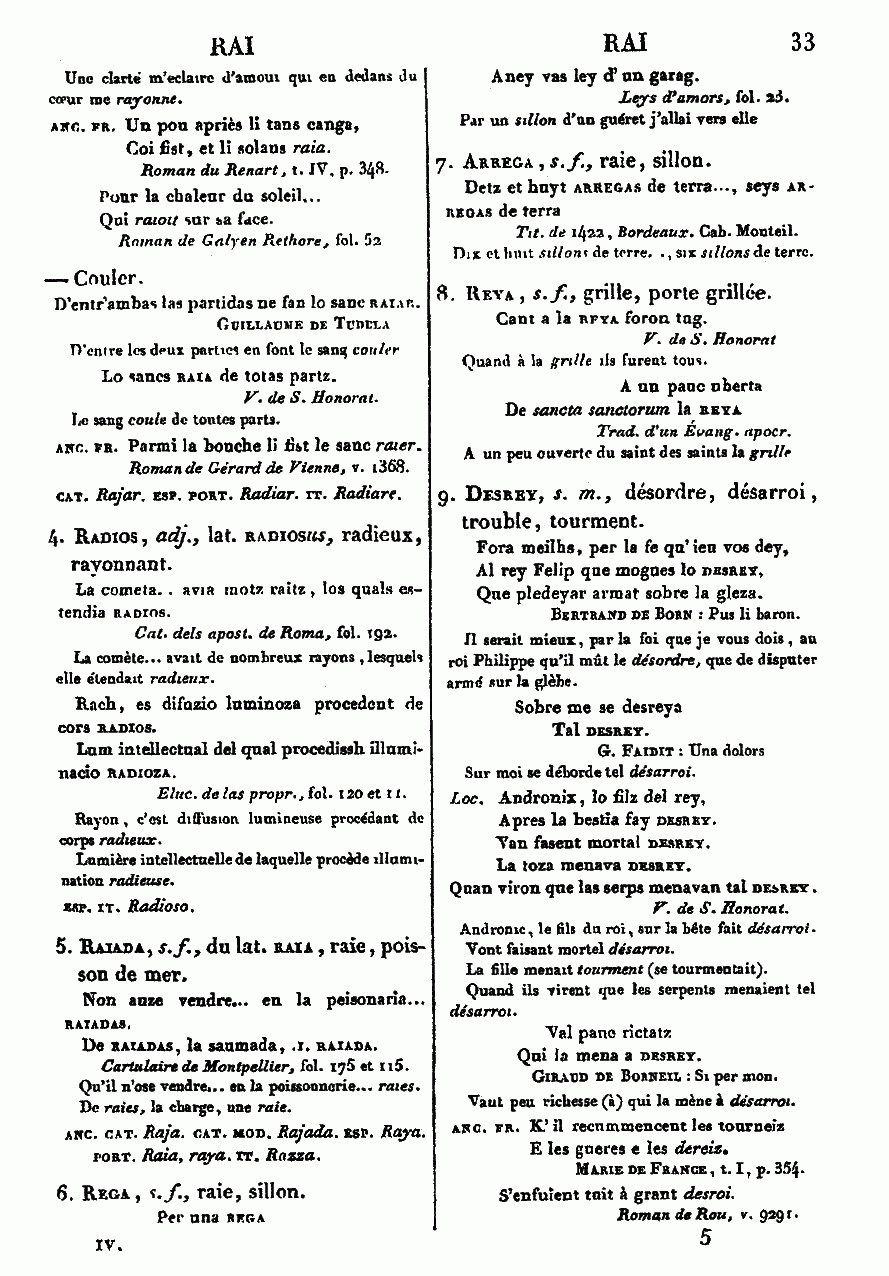 RAI
Une clarté m'eclaire d'amour qui en dedans du
cœur me rayonne.
ANC. FR. Un pou apriès li tans canga,
Coi fist, et li solaus raia.
Roman du Renart, t. IV, p. 348.
Pour la chaleur du soleil...
Qui raioit sur sa face.
Roman de Galyen Rethore, fol. 52
— Couler.
D'entr'ambas las partidas ne fan lo sanc RAIAR.
GUILLAUME DE TUDELA
D'entre les deux parties en font le sang couler
Lo sancs RAIA de totas partz.
V. de S. Honorat.
Le sang coule de toutes parts.
ANC. FR. Parmi la bouche li fist le sanc raier.
Roman de Gérard de Vienne, v. 1368.
CAT. Rajar. ESP. PORT. Radiar. IT. Radiare.
4. RADIOS, adj., lat. RADIOSus, radieux,
rayonnant.
La cometa.. avia motz raitz, los quals es-
tendia RADIOS.
Cat. dels apost. de Roma, fol. 192.
La comète... avait de nombreux rayons, lesquels
elle étendait radieux.
Rach, es difuzio luminoza procedent de
cors RADIOS.
Lum intellectual del qual procedissh illumi-
nacio RADIOZA.
Eluc. de las propr., fol. 120 et 11.
Rayon, c'est diffusion lumineuse procédant de
corps radieux.
Lumière intellectuelle de laquelle procède illumi-
nation radieuse.
ESP. IT. Radioso.
5. RAIADA, s. f., du lat. RAIA, raie, pois-
son de mer.
Non auze vendre... en la peisonaria...
RAIADAS.
De RAIADAS, la saumada, .I. RAIADA.
Cartulaire de Montpellier, fol. 175 et 115.
Qu'il n'ose vendre... en la poissonnerie... raies.
De raies, la charge, une raie.
ANC. CAT. Raja. CAT. MOD. Rajada. ESP. Raya.
PORT. Raia, raya. IT. Razza.
6. REGA, s. f., raie, sillon.
Per una REGA
IV.
RAI 33
Aney vas ley d'un garag.
Leys d'amors, fol. 28.
Par un sillon d'un guéret j'allai vers elle
7. ARREGA, s. f., raie, sillon.
Detz et huyt ARREGAS de terra..., seys AR-
REGAS de terra
Tit. de 1422, Bordeaux. Cab. Monteil.
Dix et huit sillons de terre. ., six sillons de terre.
8. REYA, s. f., grille, porte grillée.
Cant a la REYA foron tug.
V. de S. Honorat
Quand à la grille ils furent tous.
A un pauc uberta
De sancta sanctorum la REYA
Trad. d'un Évang. apocr.
A un peu ouverte du saint des saints la grille
9. DESREY, s. m., désordre, désarroi,
trouble, tourment.
Fora meilhs, per la fe qu'ieu vos dey,
Al rey Felip que mogues lo DESREY,
Que pledeyar armat sobre la gleza.
BERTRAND DE BORN : Pus li baron.
Il serait mieux, par la foi que je vous dois, au
roi Philippe qu'il mût le désordre, que de disputer
armé sur la glèbe.
Sobre me se desreya
Tal DESREY.
G. FAIDIT : Una dolors
Sur moi se déborde tel désarroi.
Loc. Andronix, lo filz del rey,
Apres la bestia fay DESREY.
Van fasent mortal DESREY.
La toza menava DESREY.
Quan viron que las serps menavan tal DESREY.
V. de S. Honorat.
Andronic, le fils du roi, sur la bête fait désarroi.
Vont faisant mortel désarroi.
La fille menait tourment (se tourmentait).
Quand ils virent que les serpents menaient tel
désarroi.
Val panc rictatz
Qui la mena a DESREY.
GIRAUD DE BORNEIL : Si per mon.
Vaut peu richesse (à) qui la mène à désarroi.
ANC. FR. K'il recummencent les tourneiz
E les gueres e les dereiz.
MARIE DE FRANCE, t. I, p. 354.
S'enfuient tuit à grant desroi.
Roman de Rou, v. 9291.
5